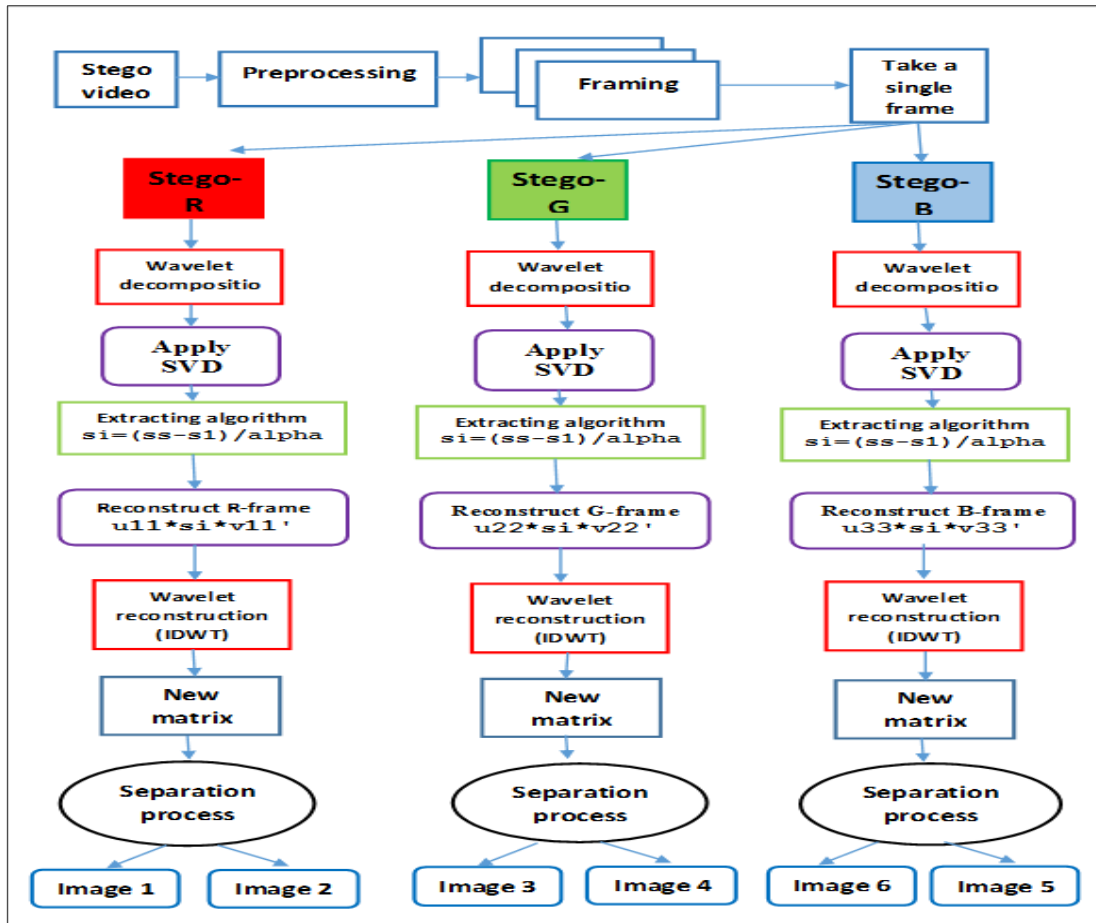 Stego
video
Preprocessing
Framing
Take a
single
frame
Stego-
R
Stego-
G
Stego-
B
Wavelet
decompositio
Wavelet
decompositio
Wavelet
decompositio
Apply
SVD
Apply
SVD
Apply
SVD
Extracting algorithm
si=(ss-s1)/alpha
Extracting algorithm
si=(ss-s1)/alpha
Extracting algorithm
si=(ss-s1)/alpha
Reconstruct R-frame
u11*si*v11'
Reconstruct G-frame
u22*si*v22'
Reconstruct B-frame
u33*si*v33'
Wavelet
reconstruction
(IDWT)
Wavelet
reconstruction
(IDWT)
Wavelet
reconstruction
(IDWT)
New
matrix
New
matrix
New
matrix
Separation
process
Separation
process
Separation
process
Image 1
Image 2
Image 3
Image 4
Image 6
Image 5